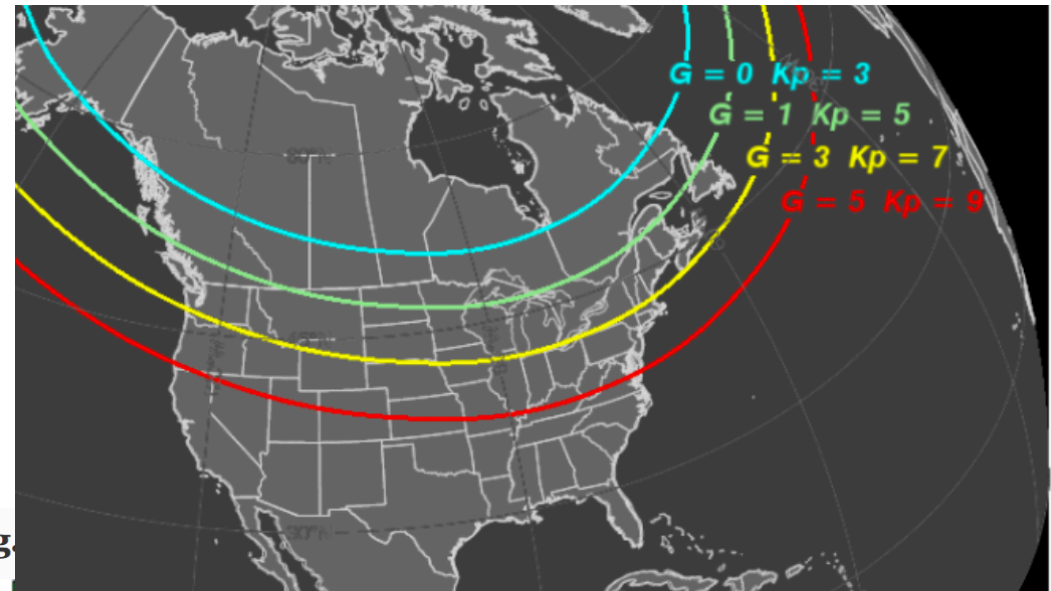 G = 0 Kp = 3
G = 1 Kp = 5
G = 3 Kp = 7
G = 5 Kp = 9
g.